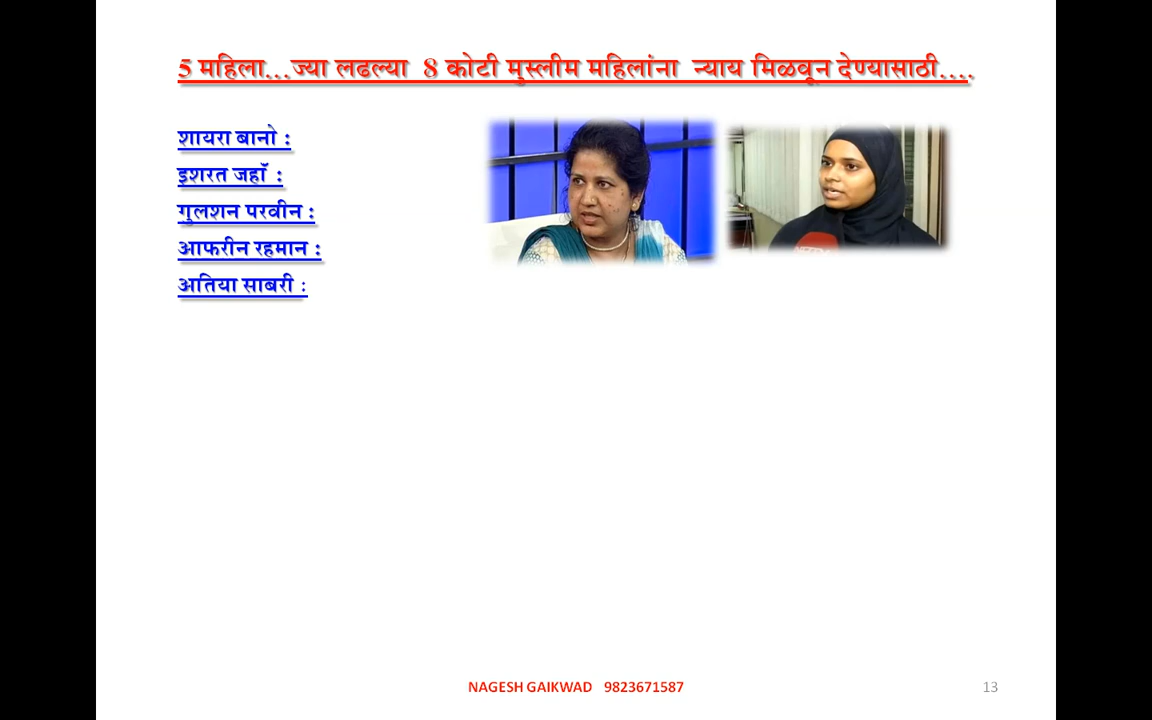 5 महिला...ज्या लढल्या 8 कोटी मुस्लीम महिलांना न्याय मिळवून देण्यासाठी....
शायरा बानो :
इशरत जहाॅ :
गुलशन परवीन :
आफरीन रहमान :
अतिया साबरी :
NAGESH GAIKWAD 9823671587
13